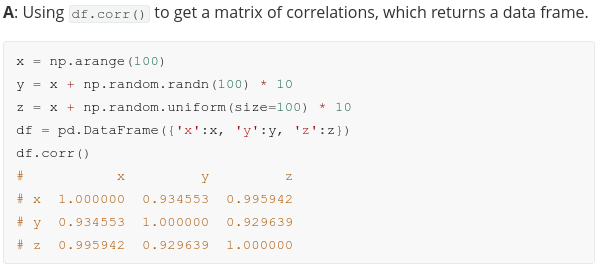 A: Using df.corr() to get a matrix of correlations, which returns a data frame.
x = np.arange(100)
y = x + np.random.randn(100) * 10
z = x + np.random.uniform(size=100) * 10
df = pd.DataFrame({'x':x, 'y':y, 'z':z})
df.corr()
#           x         y         z
# x  1.000000  0.934553  0.995942
# y  0.934553  1.000000  0.929639
# z  0.995942  0.929639  1.000000